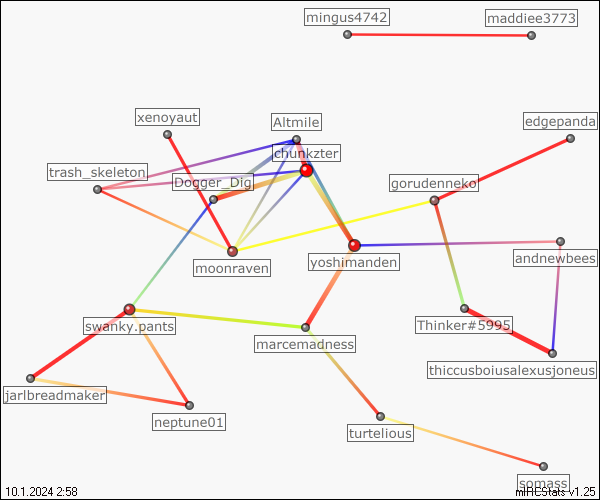 mingus4742
maddiee3773
xenoyaut
Altmile
edgepanda
chunkzter
trash_skeleton
Dogger_Dig
gorudenneko
moonraven
yoshimanden
andnewbees
swanky.pants
Thinker#5995
marcemadness
thiccusboiusalexusjoneus
jarlbreadmaker
neptune01
turtelious
somass
10.1.2024 2:58
mIRCStats v1.25